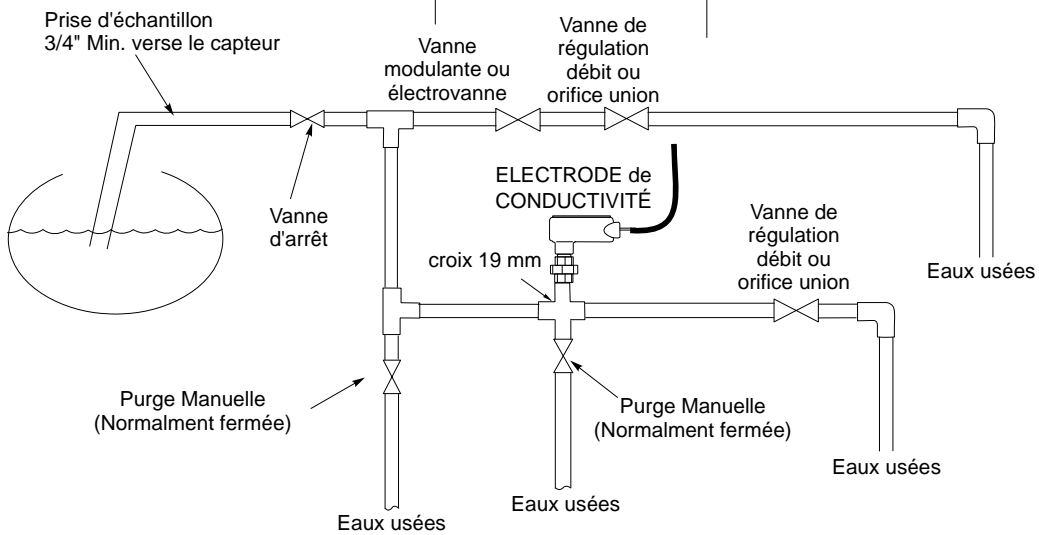 Prise d'échantillon
3/4" Min. verse le capteur
Vanne
modulante ou
électrovanne
Vanne de
régulation
débit ou
orifice union
Vanne
d'arrêt
ELECTRODE de
CONDUCTIVITÉ
croix 19 mm
Vanne de
régulation
débit ou
orifice union
Eaux usées
Purge Manuelle
(Normalment fermée)
Purge Manuelle
(Normalment fermée)
Eaux usées
Eaux usées
Eaux usées